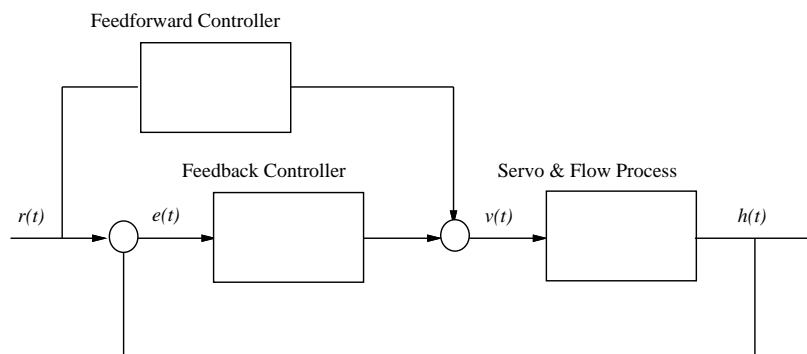 Feedforward Controller
Feedback Controller
Servo & Flow Process
r(t)
e(t)
v(t)
h(t)